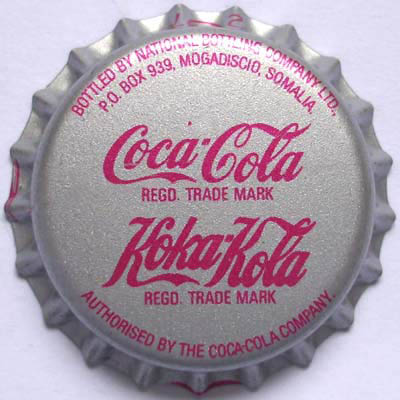 BOTTLED BY NATIONAL BOTTLING COMPANY LTD.,
P.O. BOX 939, MOGADISCIO, SOMALIA.
Coca-Cola
REGD. TRADE MARK
Koka-Kola
REGD. TRADE MARK
AUTHORISED BY THE COCA-COLA COMPANY.